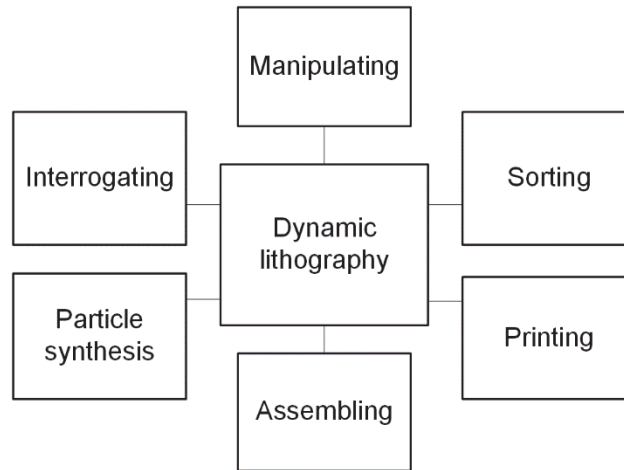 Manipulating
Interrogating
Sorting
Dynamic
lithography
Particle
synthesis
Printing
Assembling